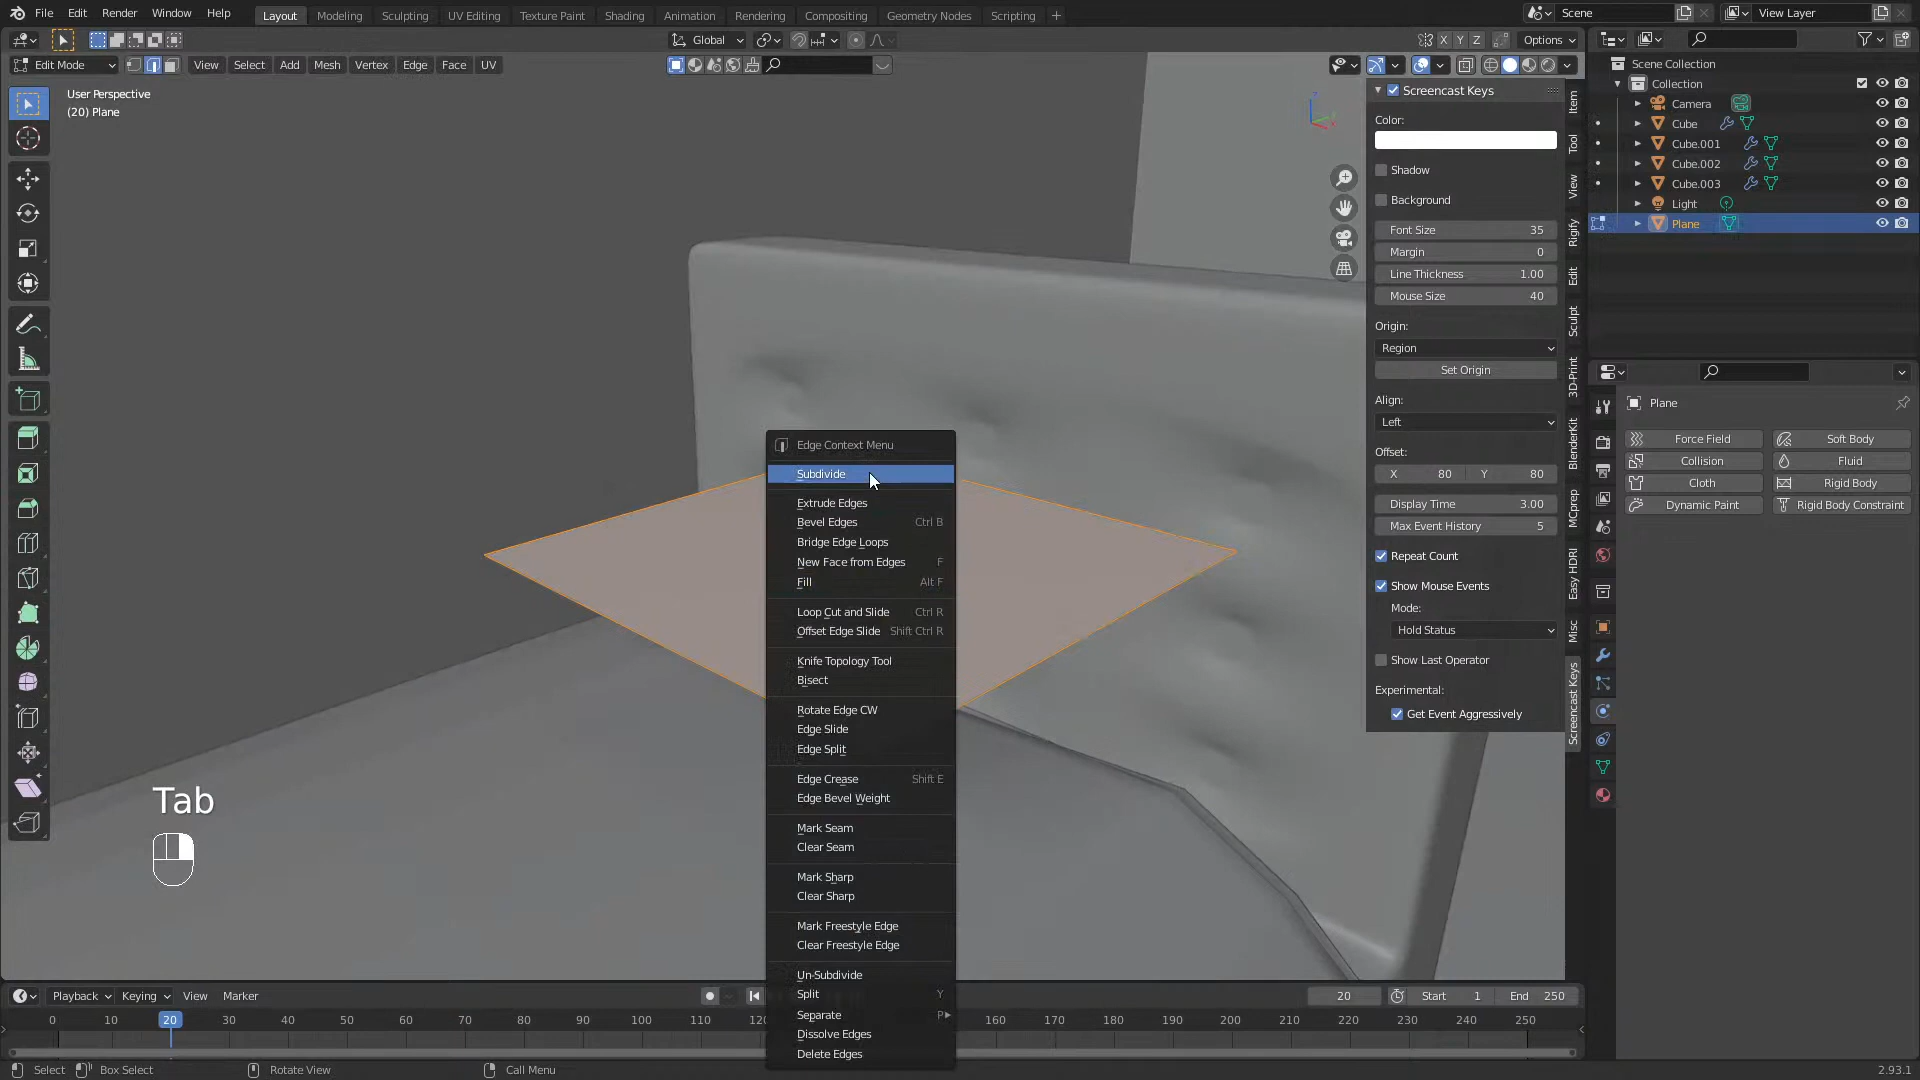 File Edit Render Window Help Layout Modeling Sculpting UV Editing Texture Paint Shading Animation Rendering Compositing Geometry Nodes Scripting + Scene View Layer
Global X Y Z Options
Edit Mode View Select Add Mesh Vertex Edge Face UV
User Perspective
(20) Plane
Screencast Keys
Color:
Shadow
Background
Font Size 35
Margin 0
Line Thickness 1.00
Mouse Size 40
Origin:
Region
Set Origin
Align:
Left
Offset:
X 80 Y 80
Display Time 3.00
Max Event History 5
Repeat Count
Show Mouse Events
Mode:
Hold Status
Show Last Operator
Experimental:
Get Event Aggressively
Item
Tool
View
Rigify
Edit
Sculpt
3D-Print
BlenderKit
MCprep
Easy HDRI
Misc
Screencast Keys
Scene Collection
Collection
Camera
Cube
Cube.001
Cube.002
Cube.003
Light
Plane
Plane
Force Field Soft Body
Collision Fluid
Cloth Rigid Body
Dynamic Paint Rigid Body Constraint
Edge Context Menu
Subdivide
Extrude Edges
Bevel Edges Ctrl B
Bridge Edge Loops
New Face from Edges F
Fill Alt F
Loop Cut and Slide Ctrl R
Offset Edge Slide Shift Ctrl R
Knife Topology Tool
Bisect
Rotate Edge CW
Edge Slide
Edge Split
Edge Crease Shift E
Edge Bevel Weight
Mark Seam
Clear Seam
Mark Sharp
Clear Sharp
Mark Freestyle Edge
Clear Freestyle Edge
Un-Subdivide
Split Y
Separate P
Dissolve Edges
Delete Edges
Tab
Playback Keying View Marker 20 Start 1 End 250
0 10 20 30 40 50 60 70 80 90 100 110 160 170 180 190 200 210 220 230 240 250
Select Box Select Rotate View Call Menu 2.93.1